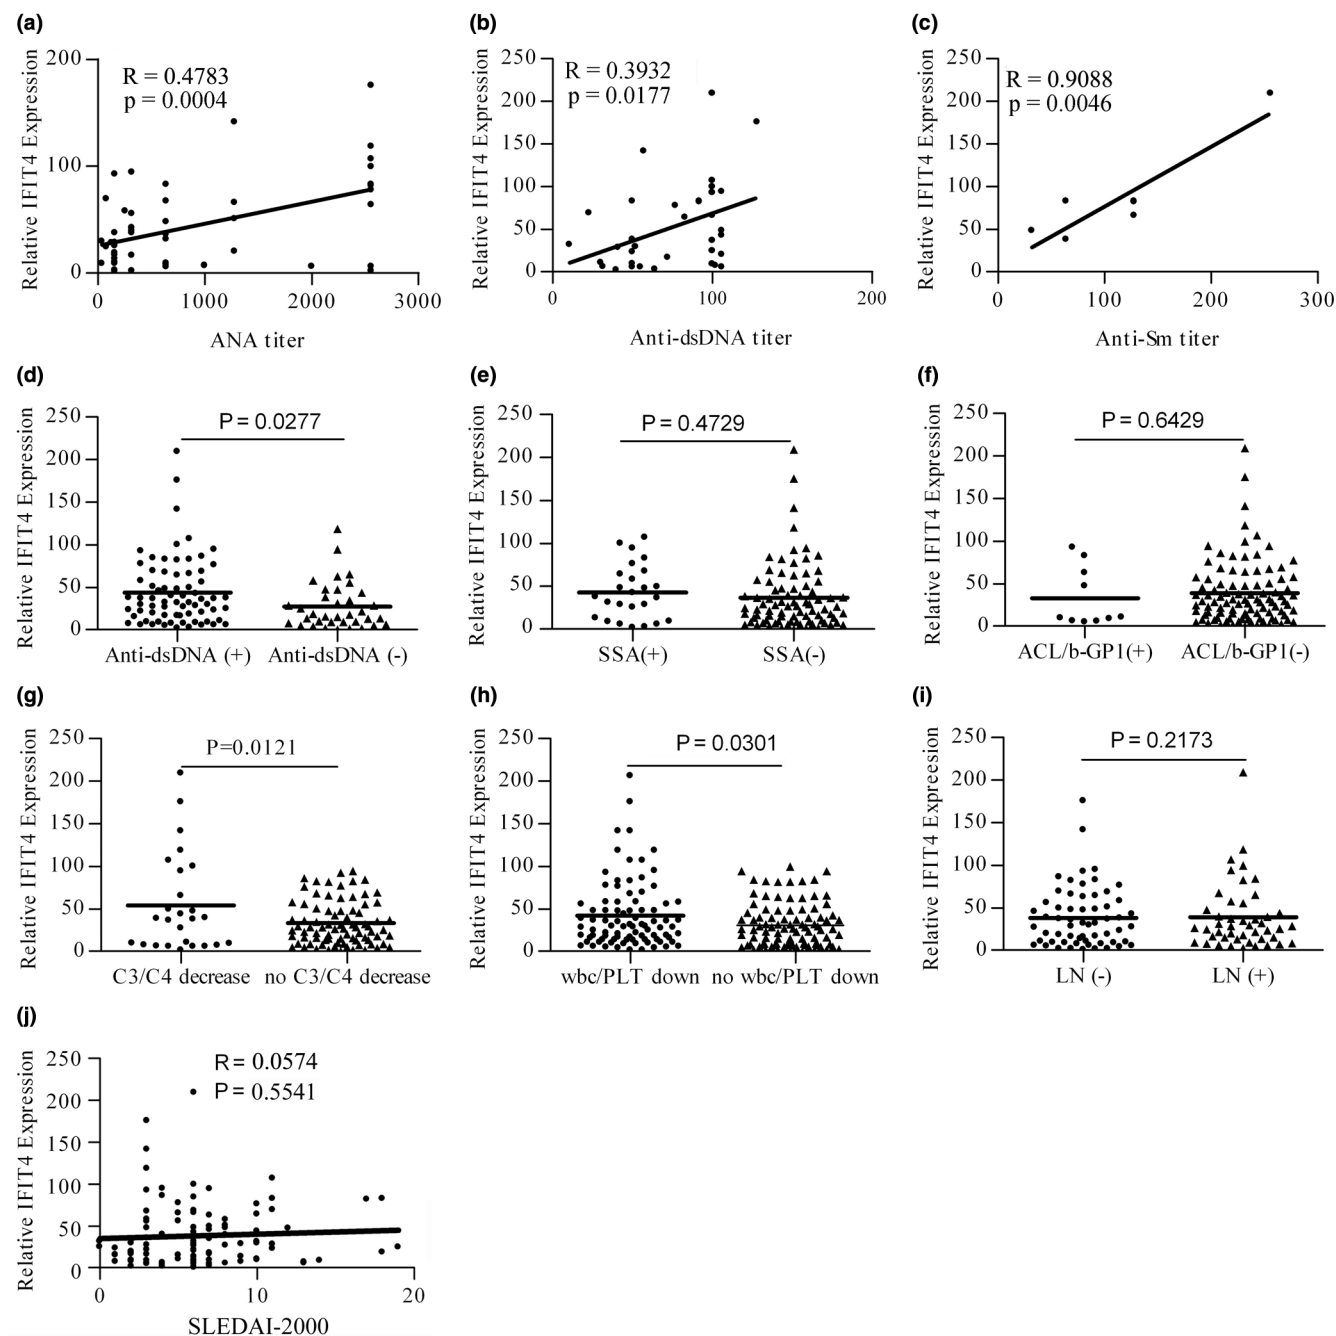 (a)
200
100
0
Relative IFIT4 Expression
R = 0.4783
p = 0.0004
0 1000 2000 3000
ANA titer
(b)
250
200
150
100
50
0
Relative IFIT4 Expression
R = 0.3932
p = 0.0177
0 100 200
Anti-dsDNA titer
(c)
250
200
150
100
50
0
Relative IFIT4 Expression
R = 0.9088
p = 0.0046
0 100 200 300
Anti-Sm titer
(d)
250
200
150
100
50
0
Relative IFIT4 Expression
P = 0.0277
Anti-dsDNA (+) Anti-dsDNA (-)
(e)
250
200
150
100
50
0
Relative IFIT4 Expression
P = 0.4729
SSA(+) SSA(-)
(f)
250
200
150
100
50
0
Relative IFIT4 Expression
P = 0.6429
ACL/b-GP1(+) ACL/b-GP1(-)
(g)
250
200
150
100
50
0
Relative IFIT4 Expression
P=0.0121
C3/C4 decrease no C3/C4 decrease
(h)
250
200
150
100
50
0
Relative IFIT4 Expression
P = 0.0301
wbc/PLT down no wbc/PLT down
(i)
250
200
150
100
50
0
Relative IFIT4 Expression
P = 0.2173
LN (-) LN (+)
(j)
250
200
150
100
50
0
Relative IFIT4 Expression
R = 0.0574
P = 0.5541
0 10 20
SLEDAI-2000